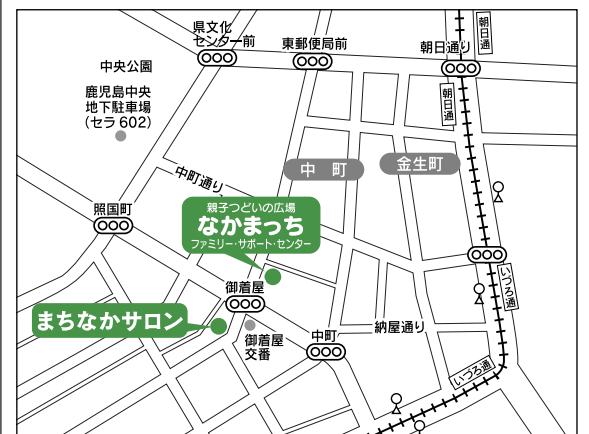 県文化
センター前
東郵便局前
朝日通り
朝日通
中央公園
鹿児島中央
地下駐車場
(セラ602)
朝日通
中 町
金生町
中町通り
照国町
親子つどいの広場
なかまっち
ファミリー・サポート・センター
いづろ通
御着屋
まちなかサロン
御着屋
交番
中町
納屋通り
いづろ通